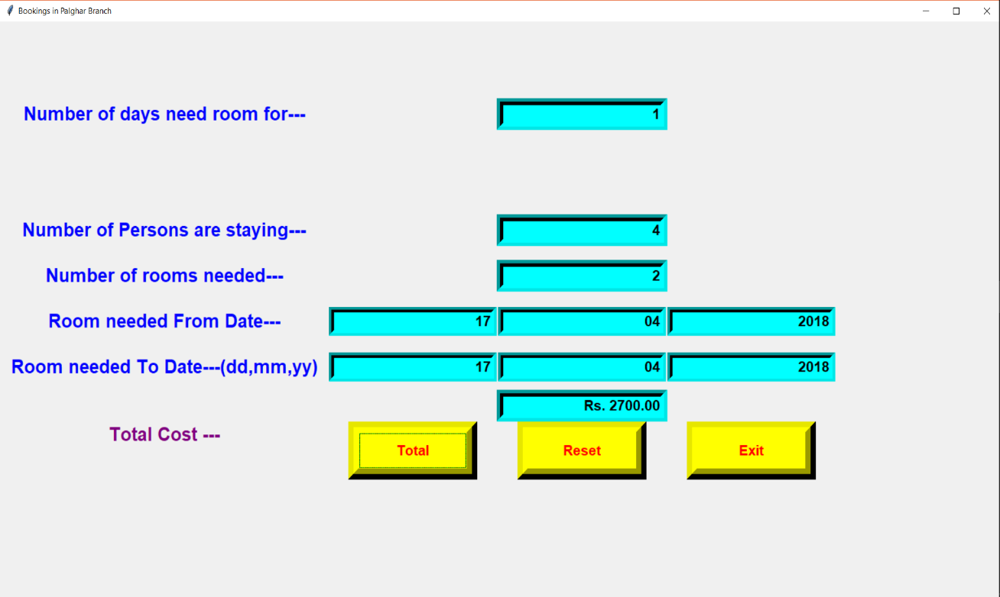 Bookings in Palghar Branch
Number of days need room for--- 1
Number of Persons are staying--- 4
Number of rooms needed--- 2
Room needed From Date--- 17 04 2018
Room needed To Date---(dd,mm,yy) 17 04 2018
Rs. 2700.00
Total Cost ---
Total Reset Exit